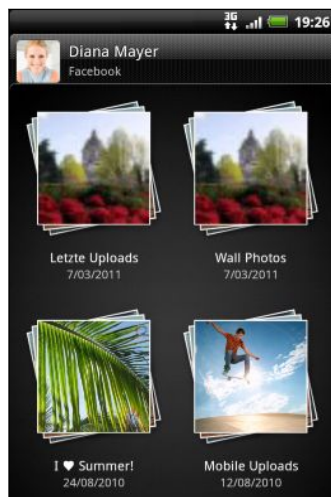 3G 19:26
Diana Mayer
Facebook
Letzte Uploads
7/03/2011
Wall Photos
7/03/2011
I ♥ Summer!
24/08/2010
Mobile Uploads
12/08/2010